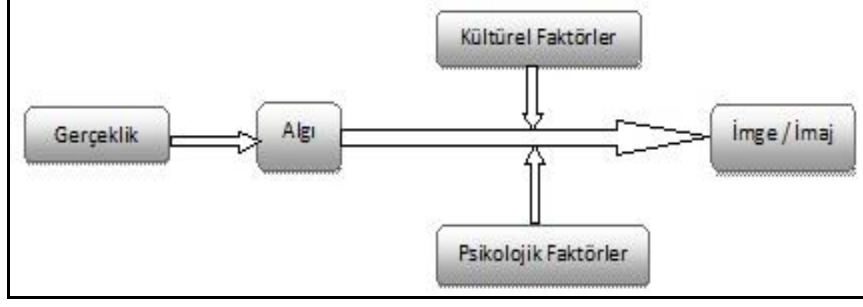 Kültürel Faktörler
Gerçeklik
Algı
İmge / İmaj
Psikolojik Faktörler